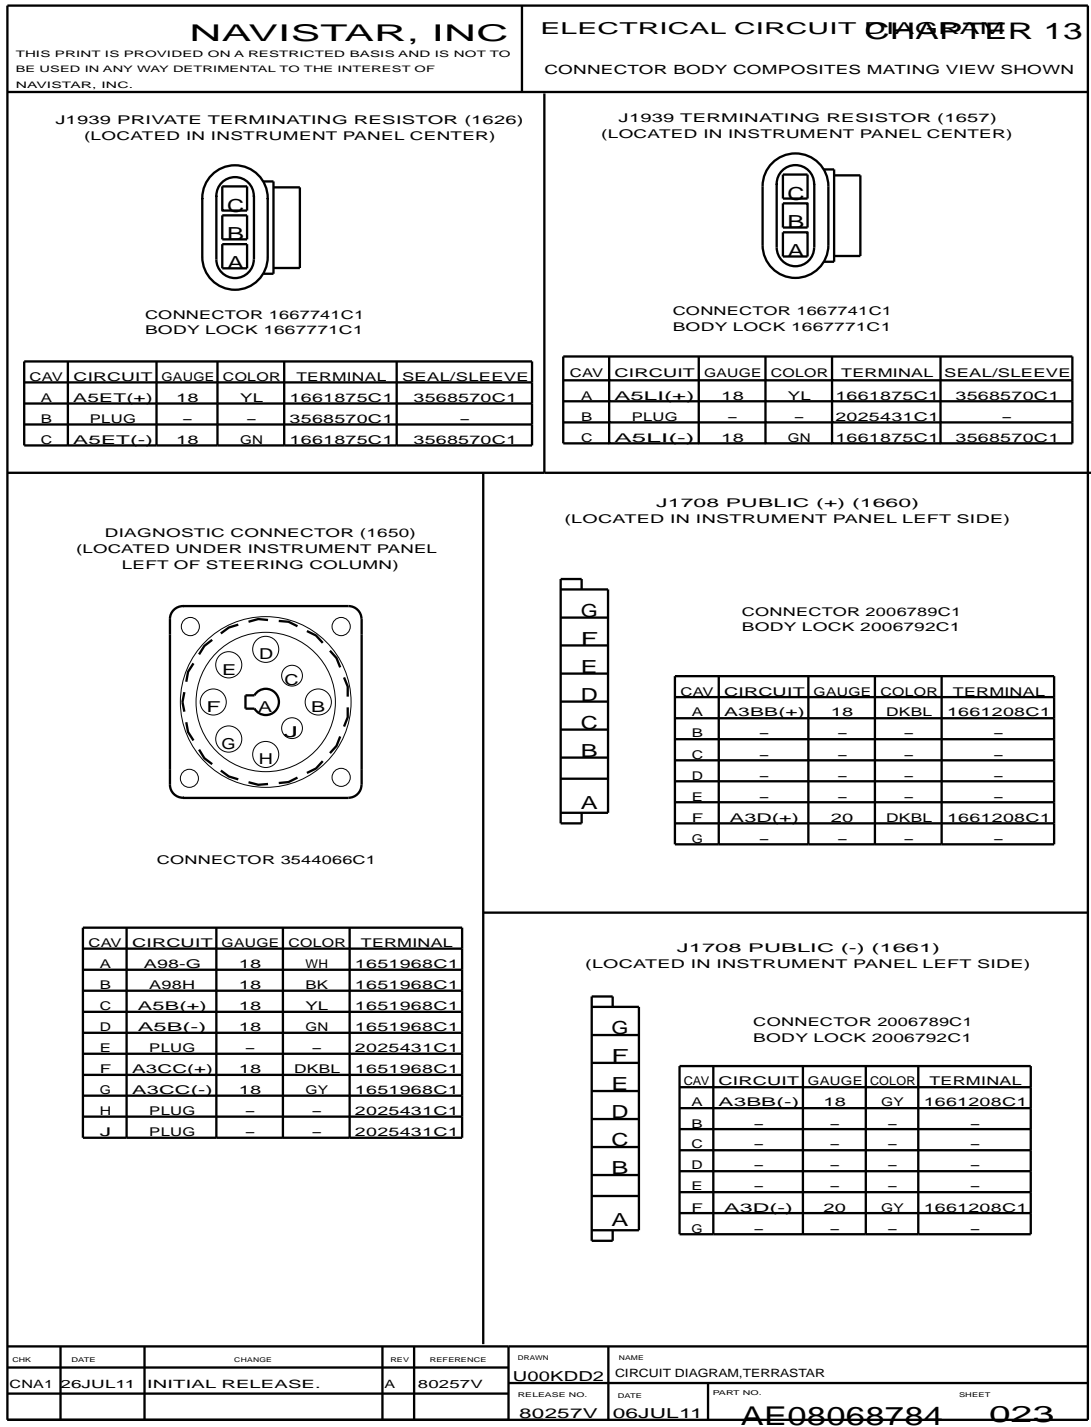 NAVISTAR, INC
THIS PRINT IS PROVIDED ON A RESTRICTED BASIS AND IS NOT TO
BE USED IN ANY WAY DETRIMENTAL TO THE INTEREST OF
NAVISTAR, INC.
ELECTRICAL CIRCUIT DIAGRAM
CHAPTER 13
CONNECTOR BODY COMPOSITES MATING VIEW SHOWN
J1939 PRIVATE TERMINATING RESISTOR (1626)
(LOCATED IN INSTRUMENT PANEL CENTER)
C
B
A
CONNECTOR 1667741C1
BODY LOCK 1667771C1
CAV CIRCUIT GAUGE COLOR TERMINAL SEAL/SLEEVE
A A5ET(+) 18 YL 1661875C1 3568570C1
B PLUG – – 3568570C1 –
C A5ET(-) 18 GN 1661875C1 3568570C1
J1939 TERMINATING RESISTOR (1657)
(LOCATED IN INSTRUMENT PANEL CENTER)
C
B
A
CONNECTOR 1667741C1
BODY LOCK 1667771C1
CAV CIRCUIT GAUGE COLOR TERMINAL SEAL/SLEEVE
A A5LI(+) 18 YL 1661875C1 3568570C1
B PLUG – – 2025431C1 –
C A5LI(-) 18 GN 1661875C1 3568570C1
DIAGNOSTIC CONNECTOR (1650)
(LOCATED UNDER INSTRUMENT PANEL
LEFT OF STEERING COLUMN)
D
E
C
F A B
J
G
H
CONNECTOR 3544066C1
CAV CIRCUIT GAUGE COLOR TERMINAL
A A98-G 18 WH 1651968C1
B A98H 18 BK 1651968C1
C A5B(+) 18 YL 1651968C1
D A5B(-) 18 GN 1651968C1
E PLUG – – 2025431C1
F A3CC(+) 18 DKBL 1651968C1
G A3CC(-) 18 GY 1651968C1
H PLUG – – 2025431C1
J PLUG – – 2025431C1
J1708 PUBLIC (+) (1660)
(LOCATED IN INSTRUMENT PANEL LEFT SIDE)
G
F
E
D
C
B
A
CONNECTOR 2006789C1
BODY LOCK 2006792C1
CAV CIRCUIT GAUGE COLOR TERMINAL
A A3BB(+) 18 DKBL 1661208C1
B – – – –
C – – – –
D – – – –
E – – – –
F A3D(+) 20 DKBL 1661208C1
G – – – –
J1708 PUBLIC (-) (1661)
(LOCATED IN INSTRUMENT PANEL LEFT SIDE)
G
F
E
D
C
B
A
CONNECTOR 2006789C1
BODY LOCK 2006792C1
CAV CIRCUIT GAUGE COLOR TERMINAL
A A3BB(-) 18 GY 1661208C1
B – – – –
C – – – –
D – – – –
E – – – –
F A3D(-) 20 GY 1661208C1
G – – – –
CHK DATE CHANGE REV REFERENCE
CNA1 26JUL11 INITIAL RELEASE. A 80257V
DRAWN
U00KDD2
NAME
CIRCUIT DIAGRAM,TERRASTAR
RELEASE NO.
80257V
DATE
06JUL11
PART NO.
AE08068784
SHEET
023